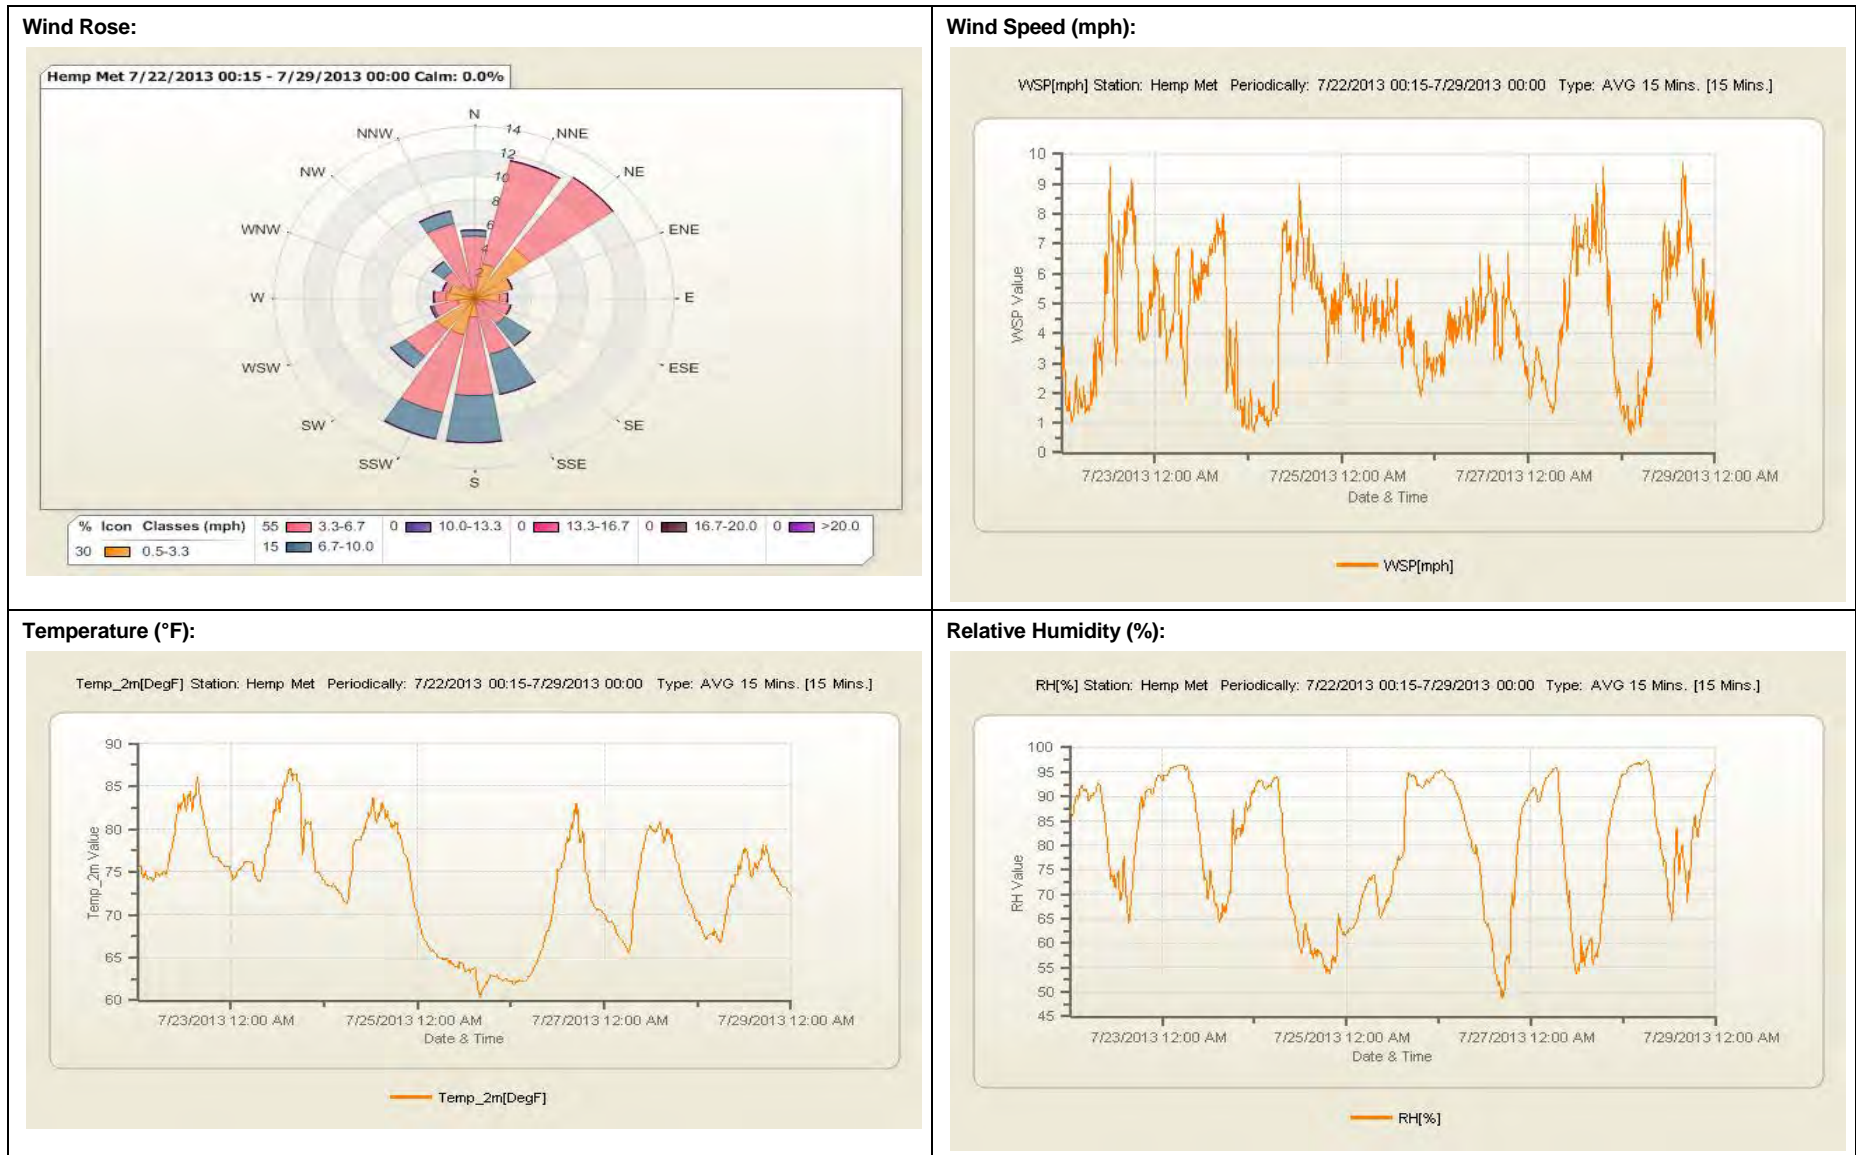 Wind Rose:
Hemp Met 7/22/2013 00:15 - 7/29/2013 00:00 Calm: 0.0%
N
NNW
14
NNE
12
NW
10
NE
8
6
WNW
4
ENE
2
W
E
WSW
ESE
SW
SE
SSW
SSE
S
% Icon Classes (mph) 55 3.3-6.7 0 10.0-13.3 0 13.3-16.7 0 16.7-20.0 0 >20.0
30 0.5-3.3 15 6.7-10.0
Wind Speed (mph):
WSP[mph] Station: Hemp Met Periodically: 7/22/2013 00:15-7/29/2013 00:00 Type: AVG 15 Mins. [15 Mins.]
10
9
8
7
6
5
4
3
2
1
0
WSP Value
7/23/2013 12:00 AM 7/25/2013 12:00 AM 7/27/2013 12:00 AM 7/29/2013 12:00 AM
Date & Time
WSP[mph]
Temperature (°F):
Temp_2m[DegF] Station: Hemp Met Periodically: 7/22/2013 00:15-7/29/2013 00:00 Type: AVG 15 Mins. [15 Mins.]
90
85
80
75
70
65
60
Temp_2m Value
7/23/2013 12:00 AM 7/25/2013 12:00 AM 7/27/2013 12:00 AM 7/29/2013 12:00 AM
Date & Time
Temp_2m[DegF]
Relative Humidity (%):
RH[%] Station: Hemp Met Periodically: 7/22/2013 00:15-7/29/2013 00:00 Type: AVG 15 Mins. [15 Mins.]
100
95
90
85
80
75
70
65
60
55
50
45
RH Value
7/23/2013 12:00 AM 7/25/2013 12:00 AM 7/27/2013 12:00 AM 7/29/2013 12:00 AM
Date & Time
RH[%]